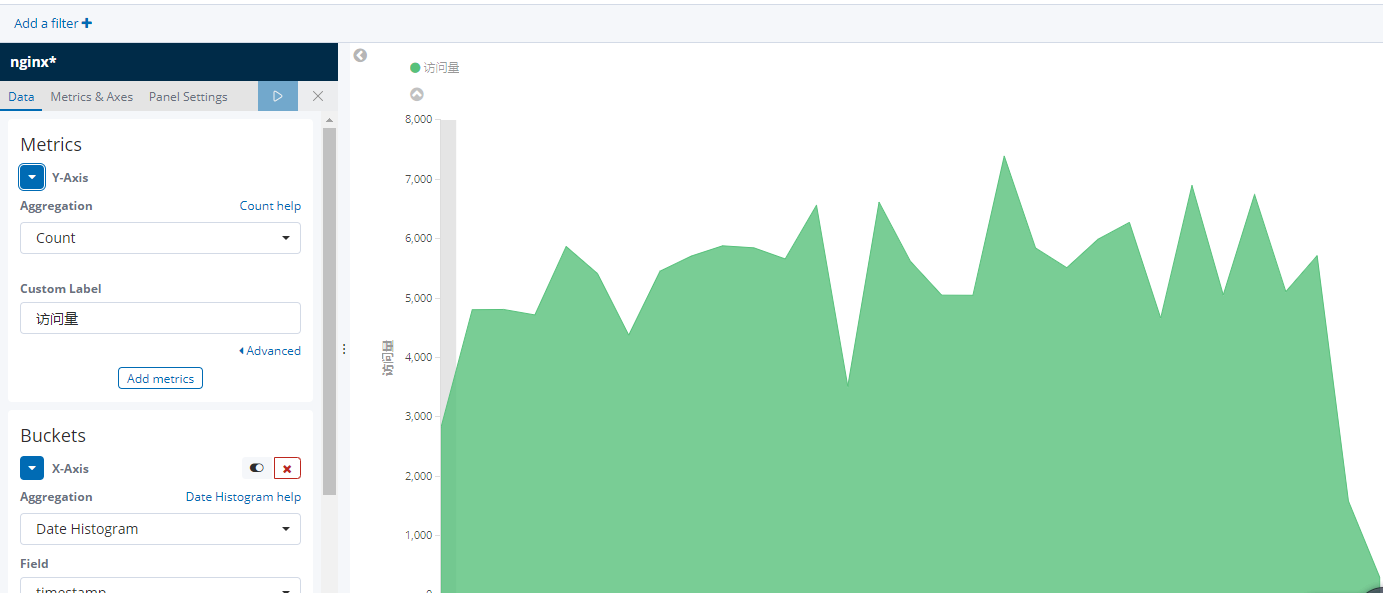 Add a filter +
nginx*
Data Metrics & Axes Panel Settings
Metrics
Y-Axis
Aggregation Count help
Count
Custom Label
访问量
Advanced
Add metrics
Buckets
X-Axis
Aggregation Date Histogram help
Date Histogram
Field
timestamp
访问量
8,000
7,000
6,000
5,000
4,000
3,000
2,000
1,000
0
访问量